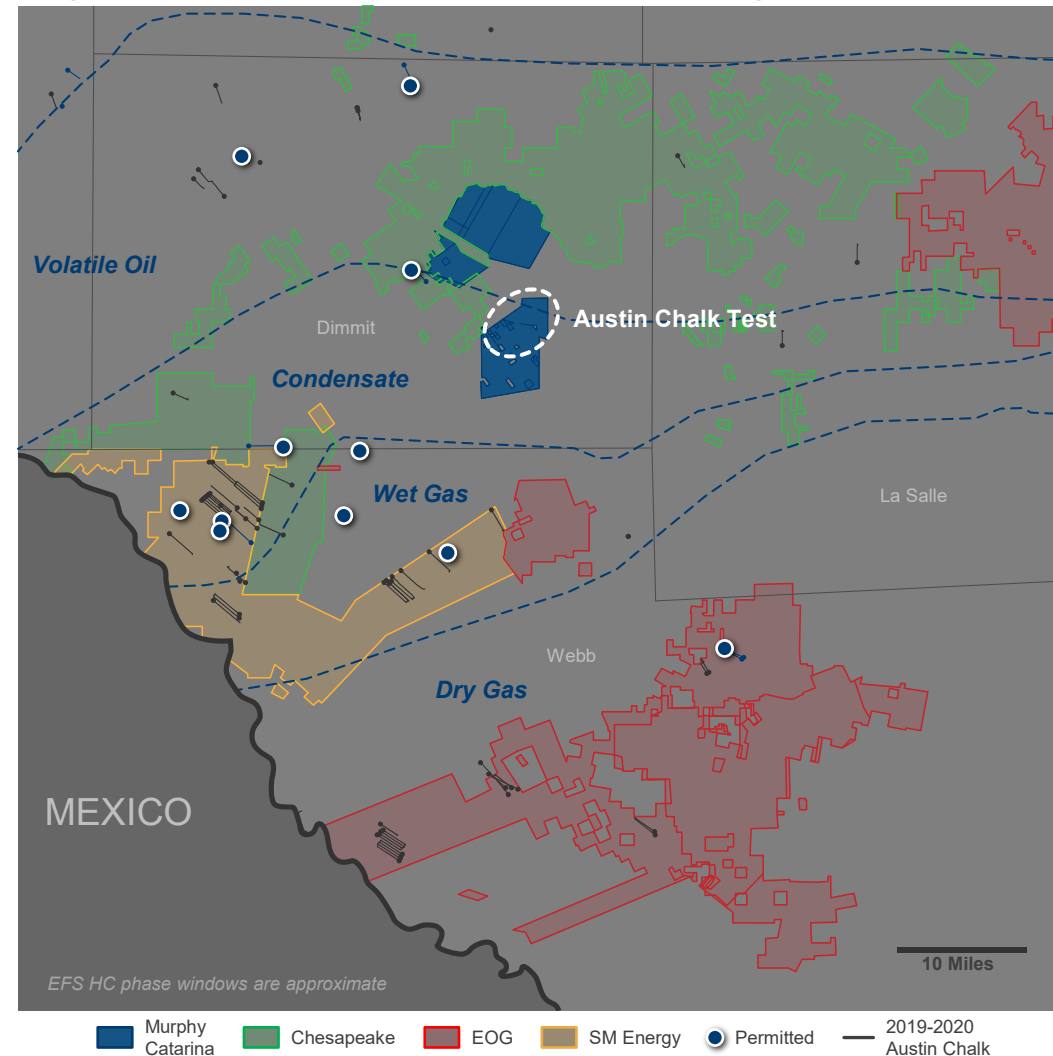 Volatile Oil
Dimmit
Austin Chalk Test
Condensate
Wet Gas
La Salle
Webb
Dry Gas
MEXICO
10 Miles
EFS HC phase windows are approximate
Murphy
Catarina
Chesapeake
EOG
SM Energy
Permitted
2019-2020
Austin Chalk